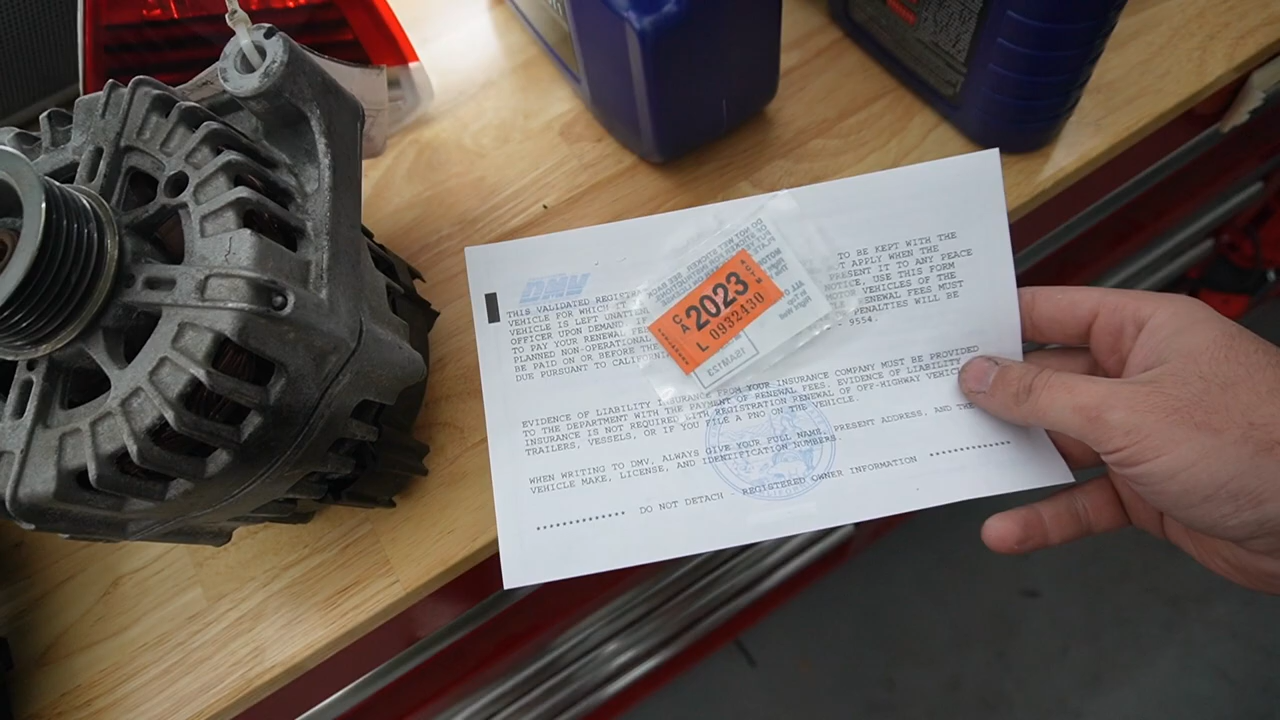 DMV
THIS VALIDATED REGISTR TO BE KEPT WITH THE
VEHICLE FOR WHICH IT T APPLY WHEN THE
VEHICLE IS LEFT UNATTEN PRESENT IT TO ANY PEACE
OFFICER UPON DEMAND. IF NOTICE, USE THIS FORM
TO PAY YOUR RENEWAL FEE MOTOR VEHICLES OF THE
PLANNED NON-OPERATIONAL RENEWAL FEES MUST
BE PAID ON OR BEFORE THE PENALTIES WILL BE
DUE PURSUANT TO CALIFORNIA - 9554.
CA 2023
L 0932430
EVIDENCE OF LIABILITY INSURANCE FROM YOUR INSURANCE COMPANY MUST BE PROVIDED
TO THE DEPARTMENT WITH THE PAYMENT OF RENEWAL FEES. EVIDENCE OF LIABILITY
INSURANCE IS NOT REQUIRED WITH REGISTRATION RENEWAL OF OFF-HIGHWAY VEHICL
TRAILERS, VESSELS, OR IF YOU FILE A PNO ON THE VEHICLE.
WHEN WRITING TO DMV, ALWAYS GIVE YOUR FULL NAME, PRESENT ADDRESS, AND THE
VEHICLE MAKE, LICENSE, AND IDENTIFICATION NUMBERS.
************* DO NOT DETACH - REGISTERED OWNER INFORMATION *************